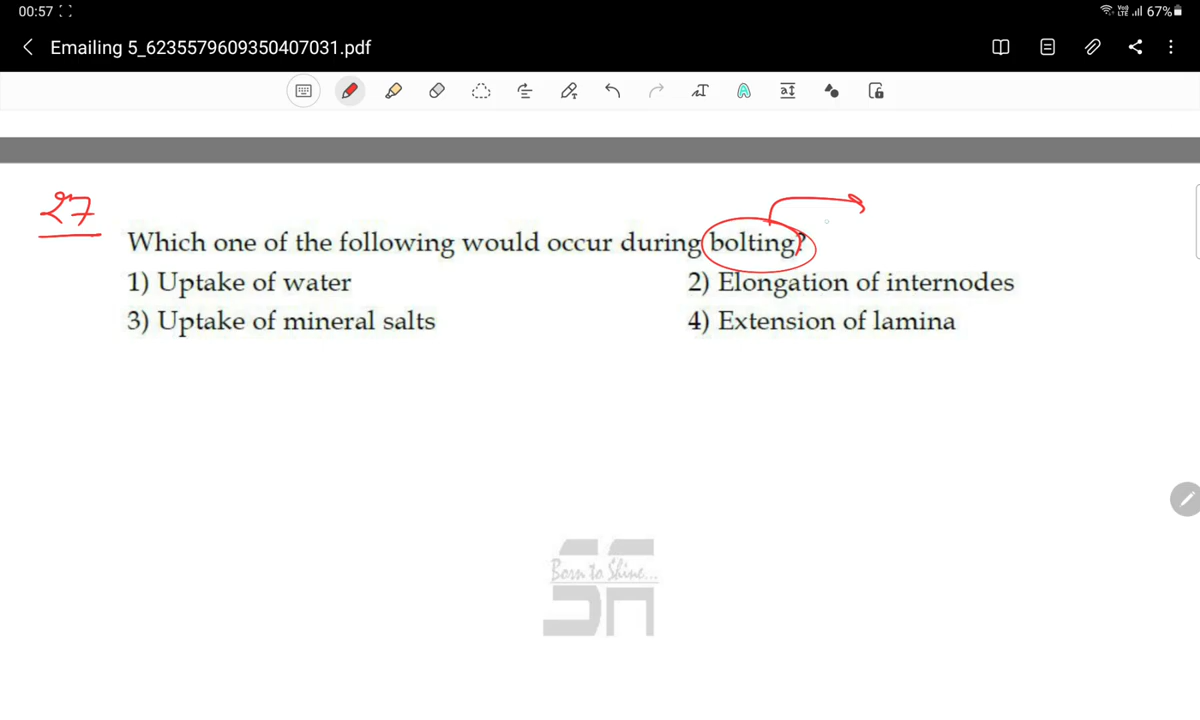 00:57
67%
Emailing 5_6235579609350407031.pdf
27
Which one of the following would occur during bolting?
1) Uptake of water 2) Elongation of internodes
3) Uptake of mineral salts 4) Extension of lamina
Born to Shine...